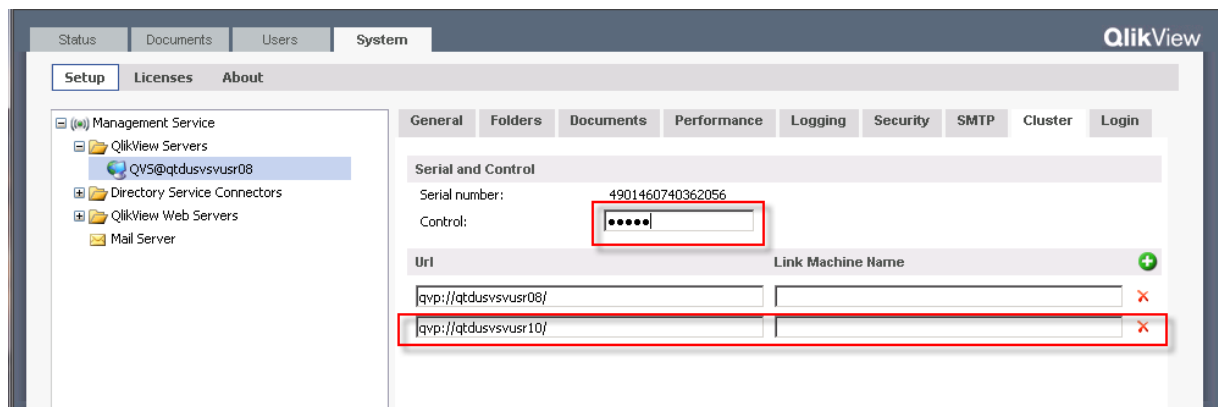 Status Documents Users System QlikView
Setup Licenses About
Management Service
QlikView Servers
QVS@qtdusvsvusr08
Directory Service Connectors
QlikView Web Servers
Mail Server
General Folders Documents Performance Logging Security SMTP Cluster Login
Serial and Control
Serial number: 4901460740362056
Control: •••••
Url Link Machine Name
qvp://qtdusvsvusr08/
qvp://qtdusvsvusr10/